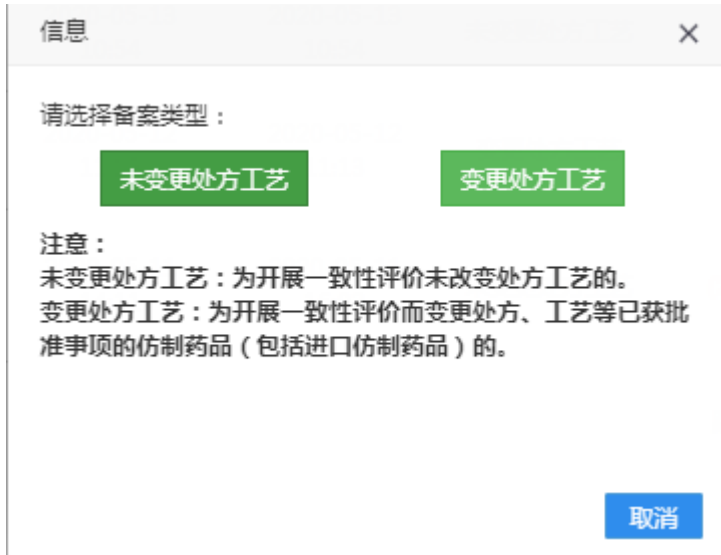 信息
请选择备案类型：
未变更处方工艺 变更处方工艺
注意：
未变更处方工艺：为开展一致性评价未改变处方工艺的。
变更处方工艺：为开展一致性评价而变更处方、工艺等已获批
准事项的仿制药品（包括进口仿制药品）的。
取消